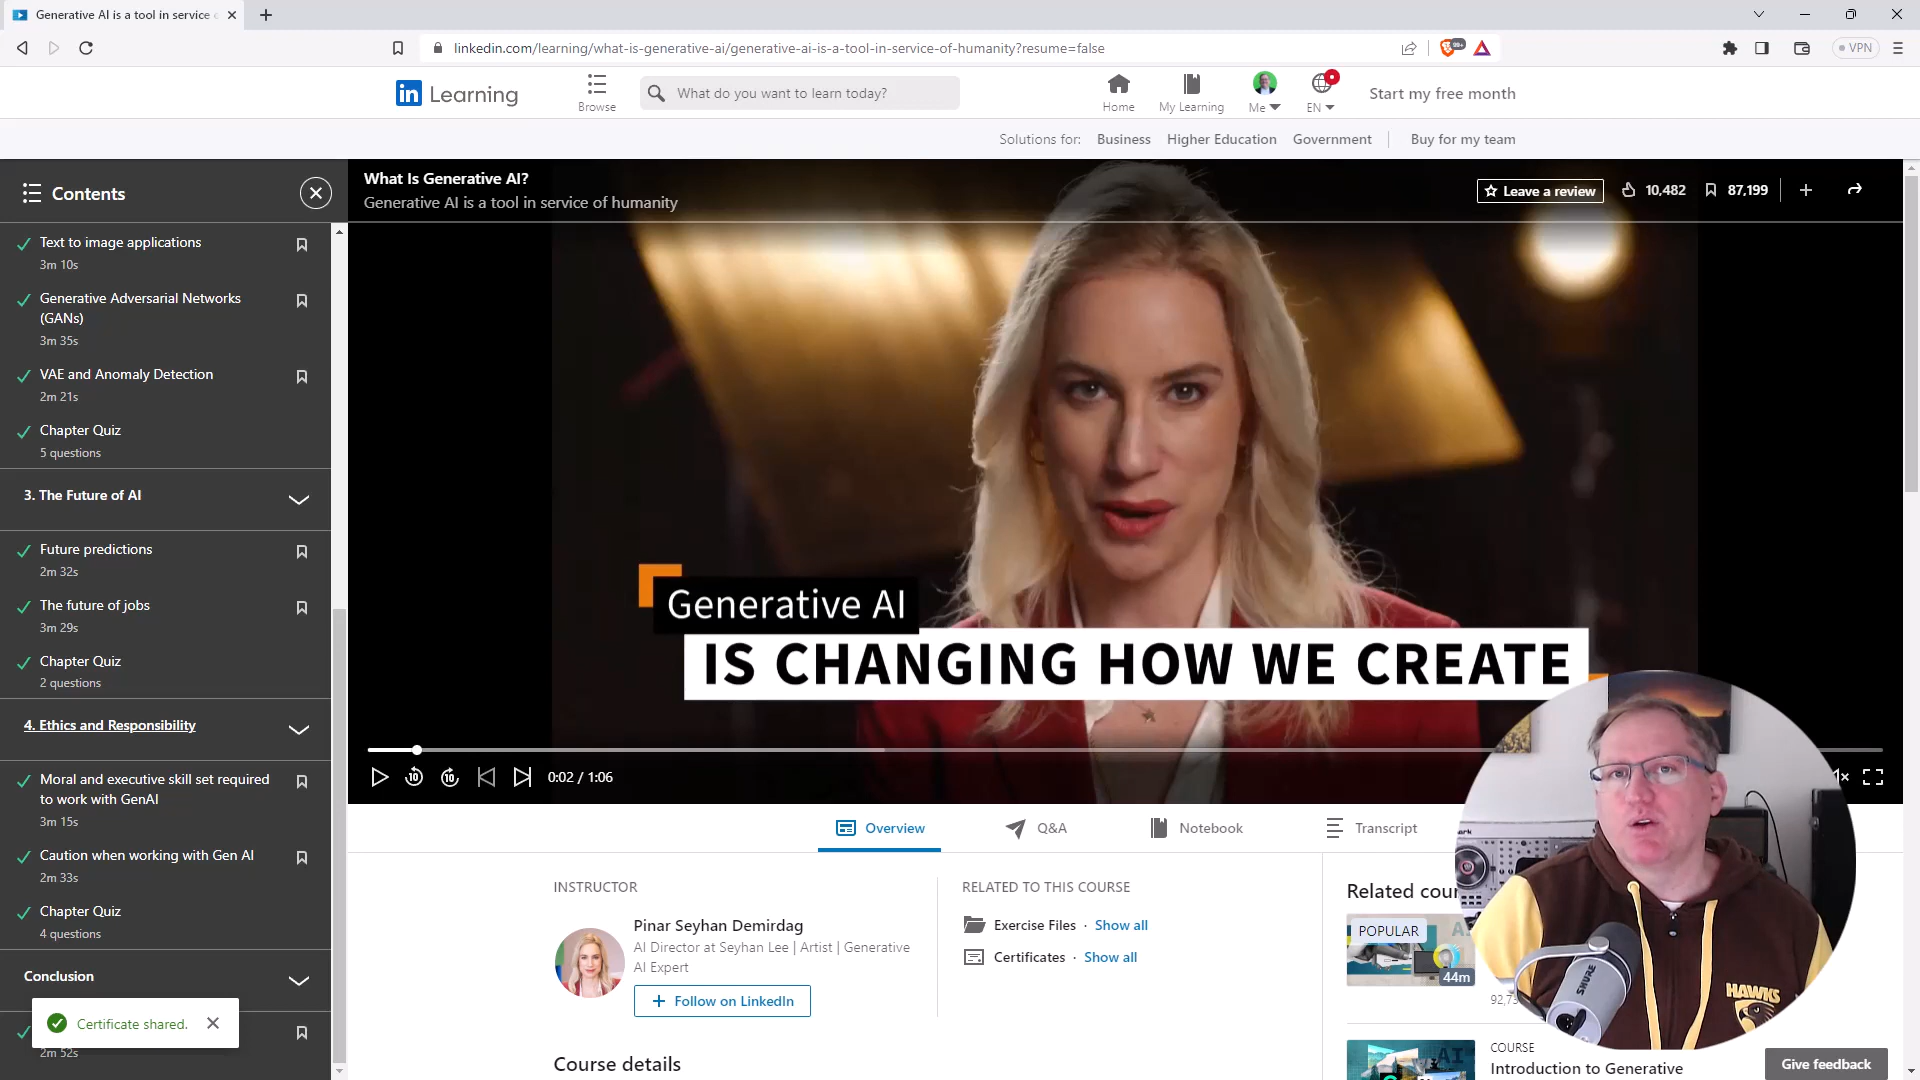 Generative AI is a tool in service
linkedin.com/learning/what-is-generative-ai/generative-ai-is-a-tool-in-service-of-humanity?resume=false
99+
VPN
in Learning
Browse
What do you want to learn today?
Home
My Learning
Me
EN
Start my free month
Solutions for:
Business
Higher Education
Government
Buy for my team
Contents
Text to image applications
3m 10s
Generative Adversarial Networks
(GANs)
3m 35s
VAE and Anomaly Detection
2m 21s
Chapter Quiz
5 questions
3. The Future of AI
Future predictions
2m 32s
The future of jobs
3m 29s
Chapter Quiz
2 questions
4. Ethics and Responsibility
Moral and executive skill set required
to work with GenAI
3m 15s
Caution when working with Gen AI
2m 33s
Chapter Quiz
4 questions
Conclusion
Certificate shared.
2m 52s
What Is Generative AI?
Generative AI is a tool in service of humanity
Leave a review
10,482
87,199
Generative AI
IS CHANGING HOW WE CREATE
10
10
0:02 / 1:06
Overview
Q&A
Notebook
Transcript
INSTRUCTOR
Pinar Seyhan Demirdag
AI Director at Seyhan Lee | Artist | Generative
AI Expert
Follow on LinkedIn
RELATED TO THIS COURSE
Exercise Files · Show all
Certificates · Show all
Course details
Related cou
POPULAR
44m
92,7
COURSE
Introduction to Generative
SHURE
HAWKS
Give feedback